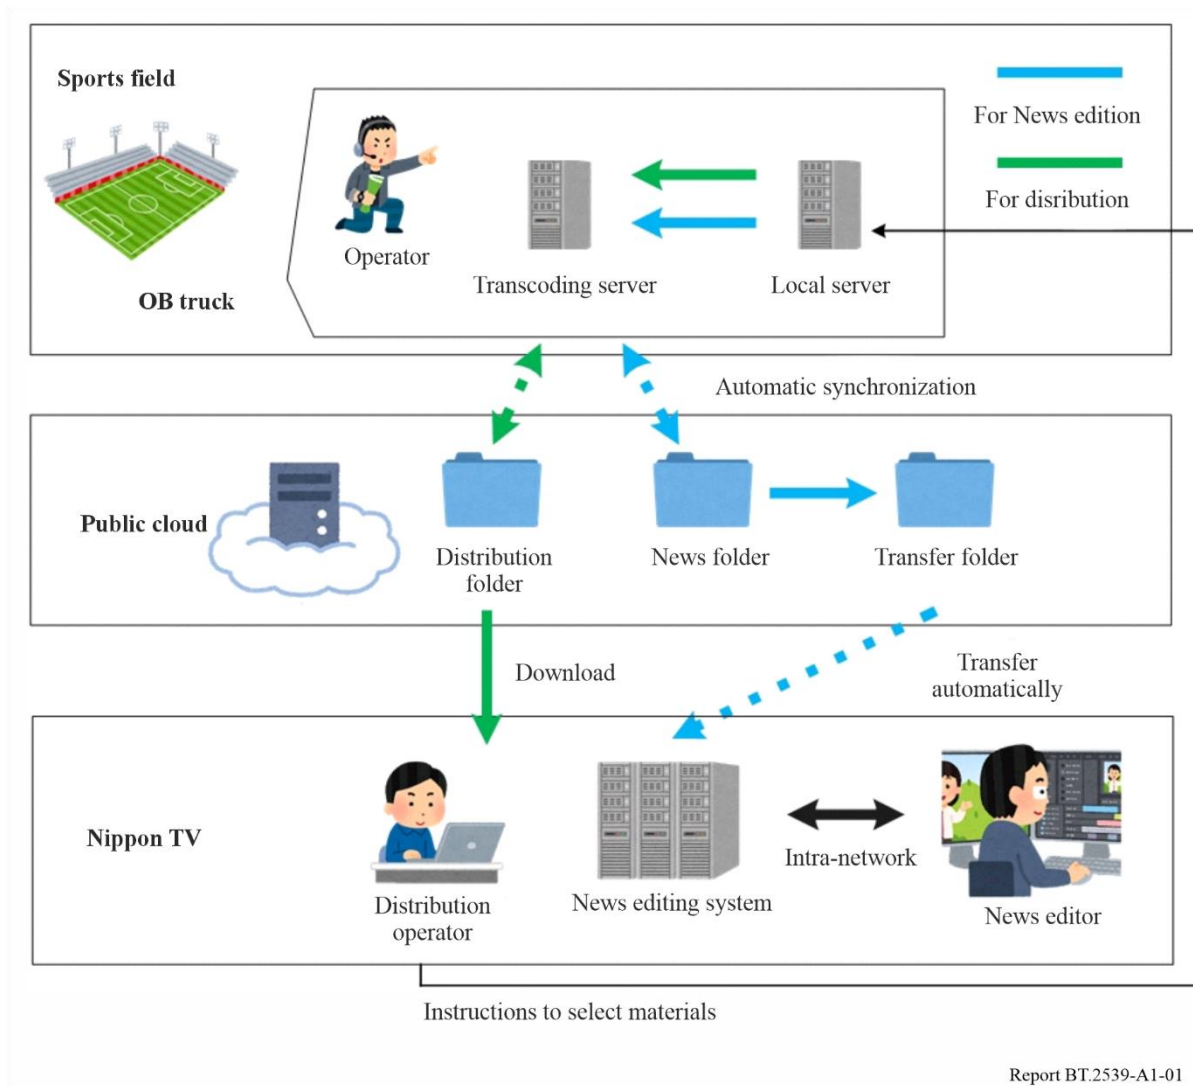 Sports field
For News edition
For disribution
Operator
Transcoding server
Local server
OB truck
Automatic synchronization
Public cloud
Distribution
folder
News folder
Transfer folder
Download
Transfer
automatically
Nippon TV
Intra-network
Distribution
operator
News editing system
News editor
Instructions to select materials
Report BT.2539-A1-01